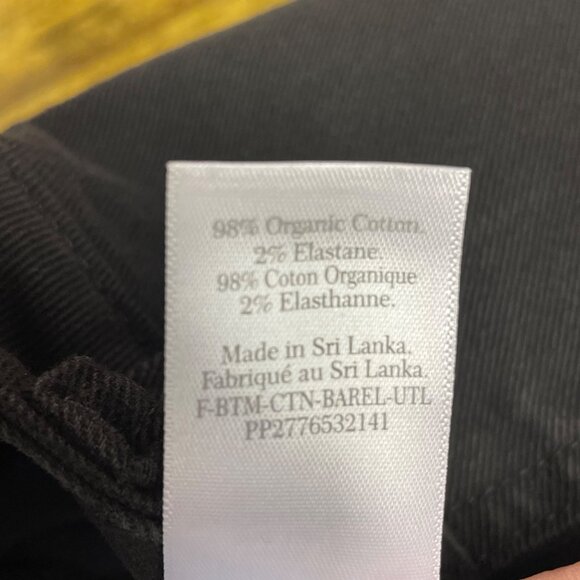 98% Organic Cotton.
2% Elastane.
98% Coton Organique
2% Elasthanne.
Made in Sri Lanka.
Fabriqué au Sri Lanka.
F-BTM-CTN-BAREL-UTL
PP2776532141